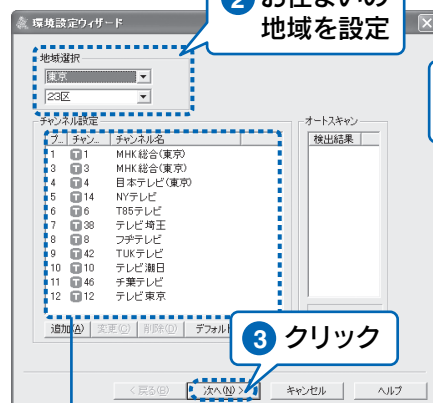 環境設定ウィザード
2 お住まいの
地域を設定
地域選択
東京
23区
チャンネル設定
プ... チャン... チャンネル名
1 T 1 MHK総合(東京)
3 T 3 MHK総合(東京)
4 T 4 日本テレビ(東京)
5 T 14 NYテレビ
6 T 6 T85テレビ
7 T 38 テレビ埼王
8 T 8 フヂテレビ
9 T 42 TUKテレビ
10 T 10 テレビ潮日
11 T 46 チ葉テレビ
12 T 12 テレビ東京
オートスキャン
検出結果
追加(A) 変更(C) 削除(D) デフォルト
3 クリック
< 戻る(B) 次へ(N) > キャンセル ヘルプ